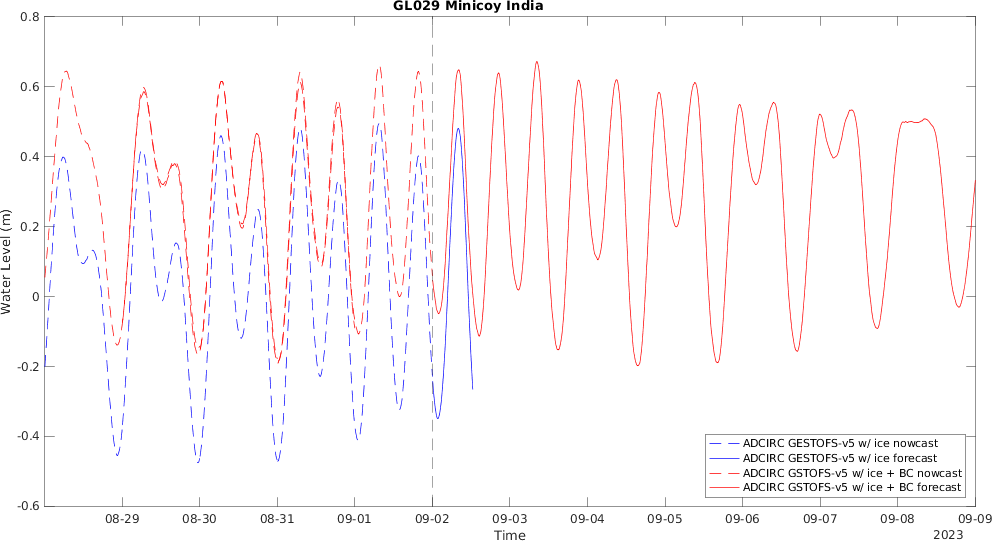 GL029 Minicoy India
0.8
0.6
0.4
0.2
0
-0.2
-0.4
-0.6
Water Level (m)
ADCIRC GESTOFS-v5 w/ ice nowcast
ADCIRC GESTOFS-v5 w/ ice forecast
ADCIRC GSTOFS-v5 w/ ice + BC nowcast
ADCIRC GSTOFS-v5 w/ ice + BC forecast
08-29 08-30 08-31 09-01 09-02 09-03 09-04 09-05 09-06 09-07 09-08 09-09
Time
2023